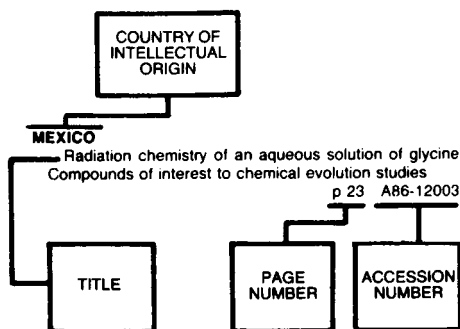 COUNTRY OF
INTELLECTUAL
ORIGIN
MEXICO
Radiation chemistry of an aqueous solution of glycine
Compounds of interest to chemical evolution studies
p 23 A86-12003
TITLE
PAGE
NUMBER
ACCESSION
NUMBER